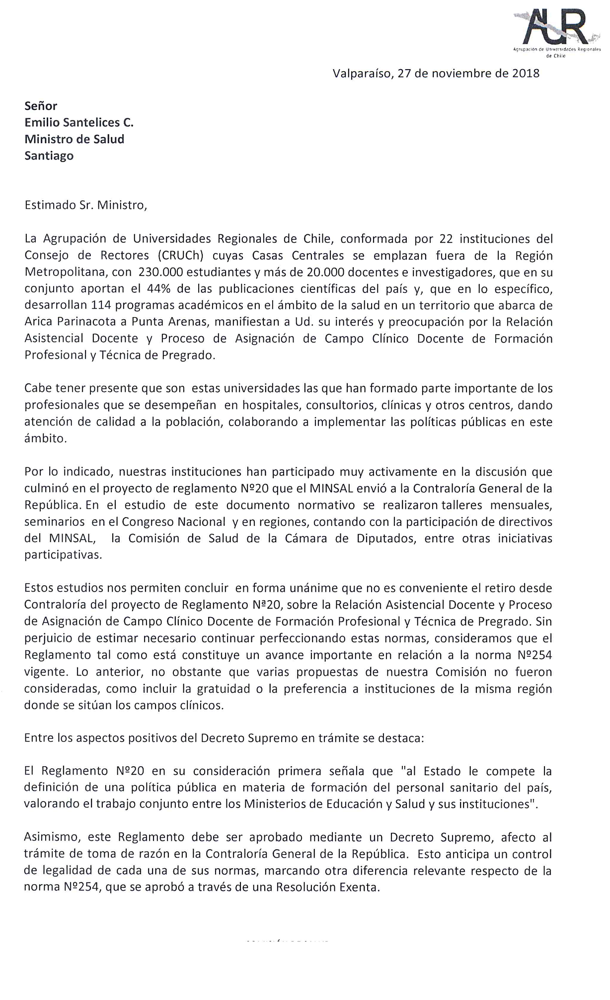 AUR
Agrupación de Universidades Regionales
de Chile
Valparaíso, 27 de noviembre de 2018
Señor
Emilio Santelices C.
Ministro de Salud
Santiago
Estimado Sr. Ministro,
La Agrupación de Universidades Regionales de Chile, conformada por 22 instituciones del
Consejo de Rectores (CRUCh) cuyas Casas Centrales se emplazan fuera de la Región
Metropolitana, con 230.000 estudiantes y más de 20.000 docentes e investigadores, que en su
conjunto aportan el 44% de las publicaciones científicas del país y, que en lo específico,
desarrollan 114 programas académicos en el ámbito de la salud en un territorio que abarca de
Arica Parinacota a Punta Arenas, manifiestan a Ud. su interés y preocupación por la Relación
Asistencial Docente y Proceso de Asignación de Campo Clínico Docente de Formación
Profesional y Técnica de Pregrado.
Cabe tener presente que son estas universidades las que han formado parte importante de los
profesionales que se desempeñan en hospitales, consultorios, clínicas y otros centros, dando
atención de calidad a la población, colaborando a implementar las políticas públicas en este
ámbito.
Por lo indicado, nuestras instituciones han participado muy activamente en la discusión que
culminó en el proyecto de reglamento Nº20 que el MINSAL envió a la Contraloría General de la
República. En el estudio de este documento normativo se realizaron talleres mensuales,
seminarios en el Congreso Nacional y en regiones, contando con la participación de directivos
del MINSAL, la Comisión de Salud de la Cámara de Diputados, entre otras iniciativas
participativas.
Estos estudios nos permiten concluir en forma unánime que no es conveniente el retiro desde
Contraloría del proyecto de Reglamento Nª20, sobre la Relación Asistencial Docente y Proceso
de Asignación de Campo Clínico Docente de Formación Profesional y Técnica de Pregrado. Sin
perjuicio de estimar necesario continuar perfeccionando estas normas, consideramos que el
Reglamento tal como está constituye un avance importante en relación a la norma Nº254
vigente. Lo anterior, no obstante que varias propuestas de nuestra Comisión no fueron
consideradas, como incluir la gratuidad o la preferencia a instituciones de la misma región
donde se sitúan los campos clínicos.
Entre los aspectos positivos del Decreto Supremo en trámite se destaca:
El Reglamento Nº20 en su consideración primera señala que "al Estado le compete la
definición de una política pública en materia de formación del personal sanitario del país,
valorando el trabajo conjunto entre los Ministerios de Educación y Salud y sus instituciones".
Asimismo, este Reglamento debe ser aprobado mediante un Decreto Supremo, afecto al
trámite de toma de razón en la Contraloría General de la República. Esto anticipa un control
de legalidad de cada una de sus normas, marcando otra diferencia relevante respecto de la
norma Nº254, que se aprobó a través de una Resolución Exenta.